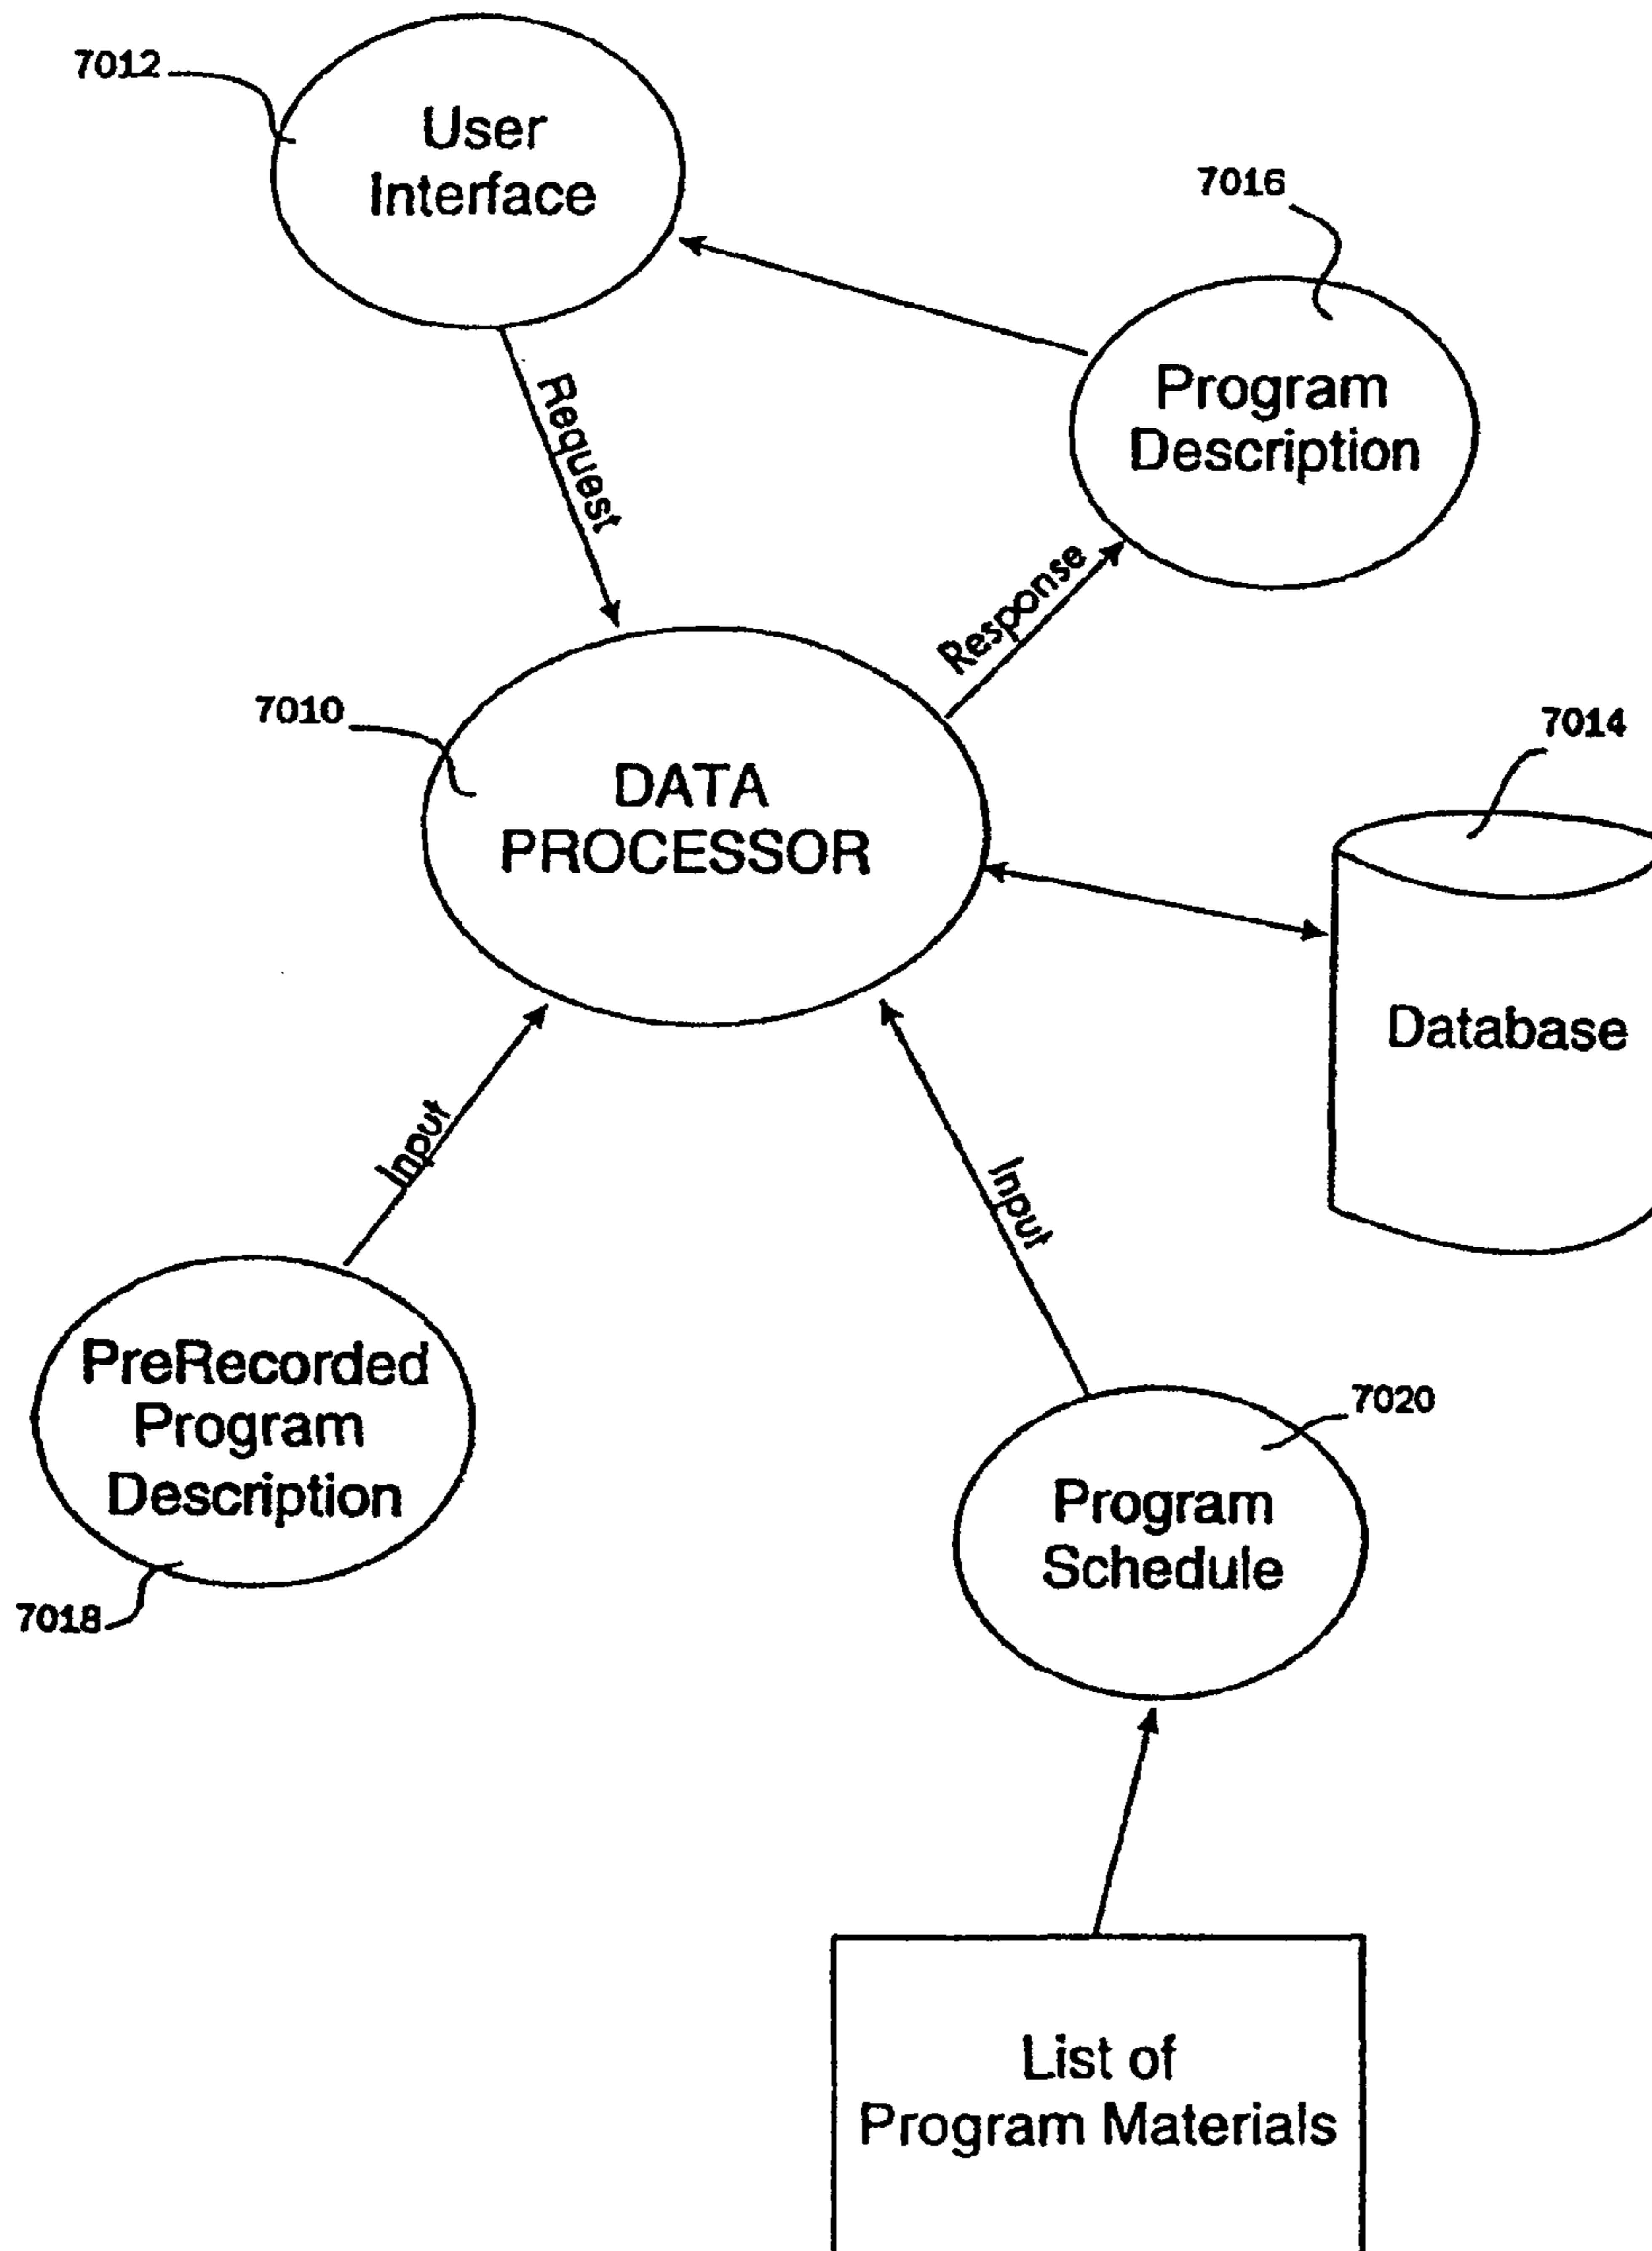 7012
User
Interface
7016
Program
Description
Request
Response
7010
DATA
PROCESSOR
7014
Database
Input
Input
PreRecorded
Program
Description
7018
7020
Program
Schedule
List of
Program Materials